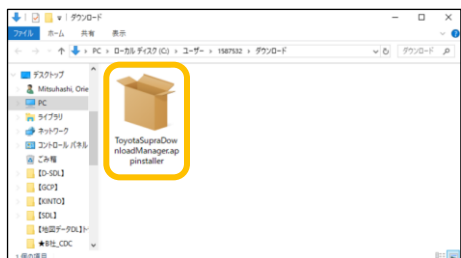 ダウンロード
ファイル ホーム 共有 表示
PC › ローカル ディスク (C:) › ユーザー › 1587532 › ダウンロード
ダウンロード
デスクトップ
Mitsuhashi, Orie
PC
ライブラリ
ネットワーク
コントロール パネル
ごみ箱
【D-SDL】
【GCP】
【KINTO】
【SDL】
【地図データDL】
★B社_CDC
ToyotaSupraDow
nloadManager.ap
pinstaller
1 個の項目